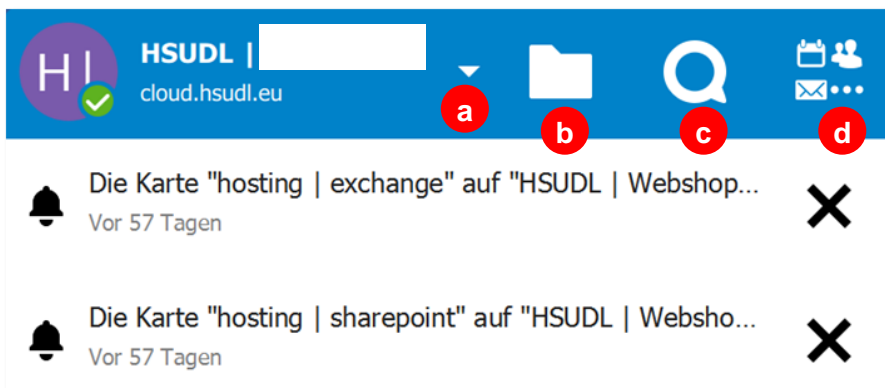 HI
HSUDL |
cloud.hsudl.eu
a
b
c
d
Die Karte "hosting | exchange" auf "HSUDL | Webshop...
Vor 57 Tagen
Die Karte "hosting | sharepoint" auf "HSUDL | Websho...
Vor 57 Tagen